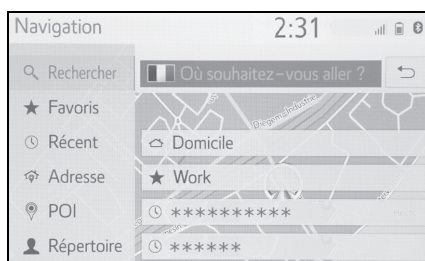 Navigation 2:31
Rechercher Où souhaitez-vous aller ?
Favoris
Récent Domicile
Adresse Work
POI **********
Répertoire ******